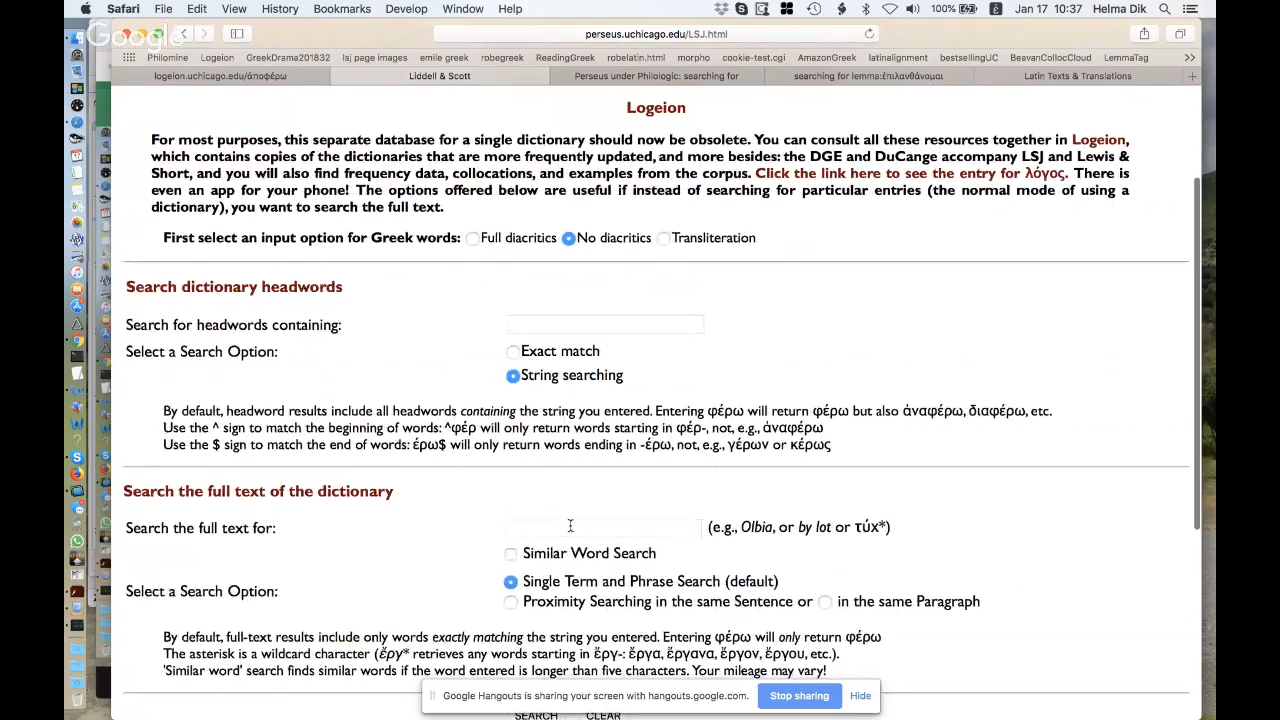 Safari File Edit View History Bookmarks Develop Window Help 100% Jan 17 10:37 Helma Dik
Google
perseus.uchicago.edu/LSJ.html
Philomine Logeion GreekDrama201832 lsj page images emile greek robegreek ReadingGreek robelatin.html morpho cookie-test.cgi AmazonGreek latinalignment bestsellingUC BeavanCollocCloud LemmaTag
logeion.uchicago.edu/ἀποφέρω Liddell & Scott Perseus under Philologic: searching for searching for lemma:ἐπιλανθάνομαι Latin Texts & Translations
Logeion
For most purposes, this separate database for a single dictionary should now be obsolete. You can consult all these resources together in Logeion,
which contains copies of the dictionaries that are more frequently updated, and more besides: the DGE and DuCange accompany LSJ and Lewis &
Short, and you will also find frequency data, collocations, and examples from the corpus. Click the link here to see the entry for λόγος. There is
even an app for your phone! The options offered below are useful if instead of searching for particular entries (the normal mode of using a
dictionary), you want to search the full text.
First select an input option for Greek words: Full diacritics No diacritics Transliteration
Search dictionary headwords
Search for headwords containing:
Select a Search Option: Exact match
String searching
By default, headword results include all headwords containing the string you entered. Entering φέρω will return φέρω but also ἀναφέρω, διαφέρω, etc.
Use the ^ sign to match the beginning of words: ^φέρ will only return words starting in φέρ-, not, e.g., ἀναφέρω
Use the $ sign to match the end of words: έρω$ will only return words ending in -έρω, not, e.g., γέρων or κέρως
Search the full text of the dictionary
Search the full text for: (e.g., Olbia, or by lot or τύχ*)
Similar Word Search
Select a Search Option: Single Term and Phrase Search (default)
Proximity Searching in the same Sentence or in the same Paragraph
By default, full-text results include only words exactly matching the string you entered. Entering φέρω will only return φέρω
The asterisk is a wildcard character (ἔργ* retrieves any words starting in ἔργ-: ἔργα, ἔργανα, ἔργον, ἔργου, etc.).
'Similar word' search finds similar words if the word entered is longer than five characters. Your mileage may vary!
Google Hangouts is sharing your screen with hangouts.google.com. Stop sharing Hide
SEARCH CLEAR